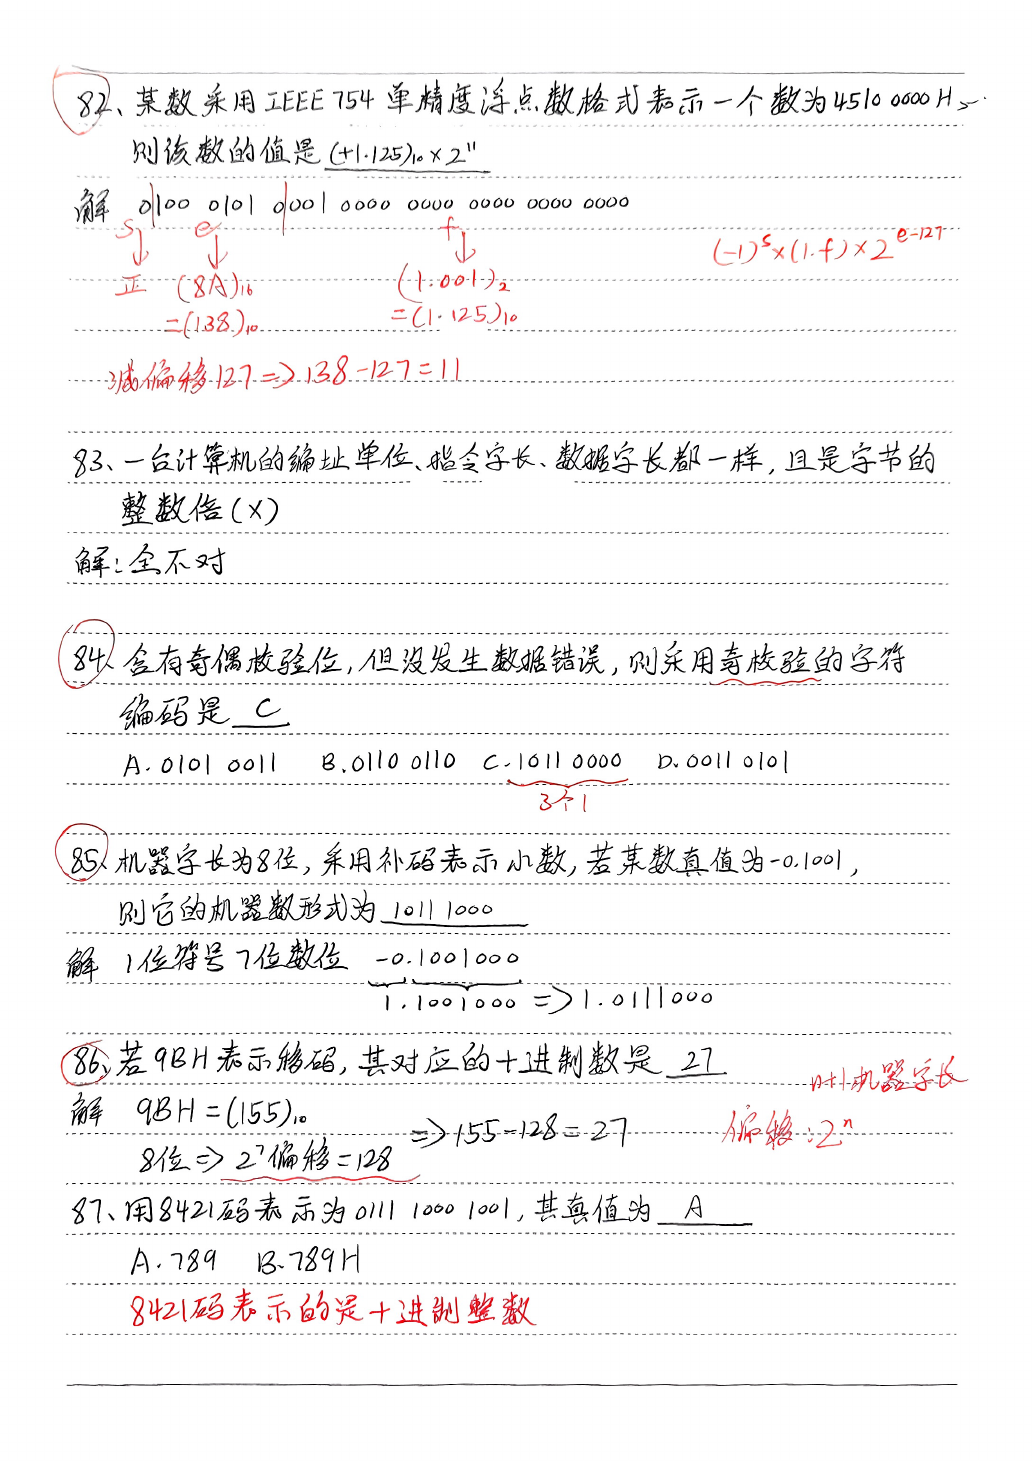 82、某数采用IEEE 754单精度浮点数格式表示一个数为4510 0000 H,
则该数的值是 (+1.125)₁₀ × 2¹¹
解 0|100 0101 0|001 0000 0000 0000 0000 0000
S e f
(-1)ˢ×(1.f)×2ᵉ⁻¹²⁷
正 (8A)₁₆ (1.001)₂
=(138)₁₀ =(1.125)₁₀
减偏移127 => 138-127=11
83、一台计算机的编址单位、指令字长、数据字长都一样,且是字节的
整数倍(×)
解:全不对
84、含有奇偶校验位,但没发生数据错误,则采用奇校验的字符
编码是 C
A.0101 0011 B.0110 0110 C.1011 0000 D.0011 0101
3个1
85、机器字长为8位,采用补码表示小数,若某数真值为-0.1001,
则它的机器数形式为 1011 1000
解 1位符号7位数位 -0.1001000
1.1001000 => 1.0111000
86、若9BH表示移码,其对应的十进制数是 27
n+1机器字长
解 9BH=(155)₁₀
=> 155-128=27
偏移:2ⁿ
8位=> 2⁷偏移=128
87、用8421码表示为0111 1000 1001,其真值为 A
A.789 B.789H
8421码表示的是十进制整数